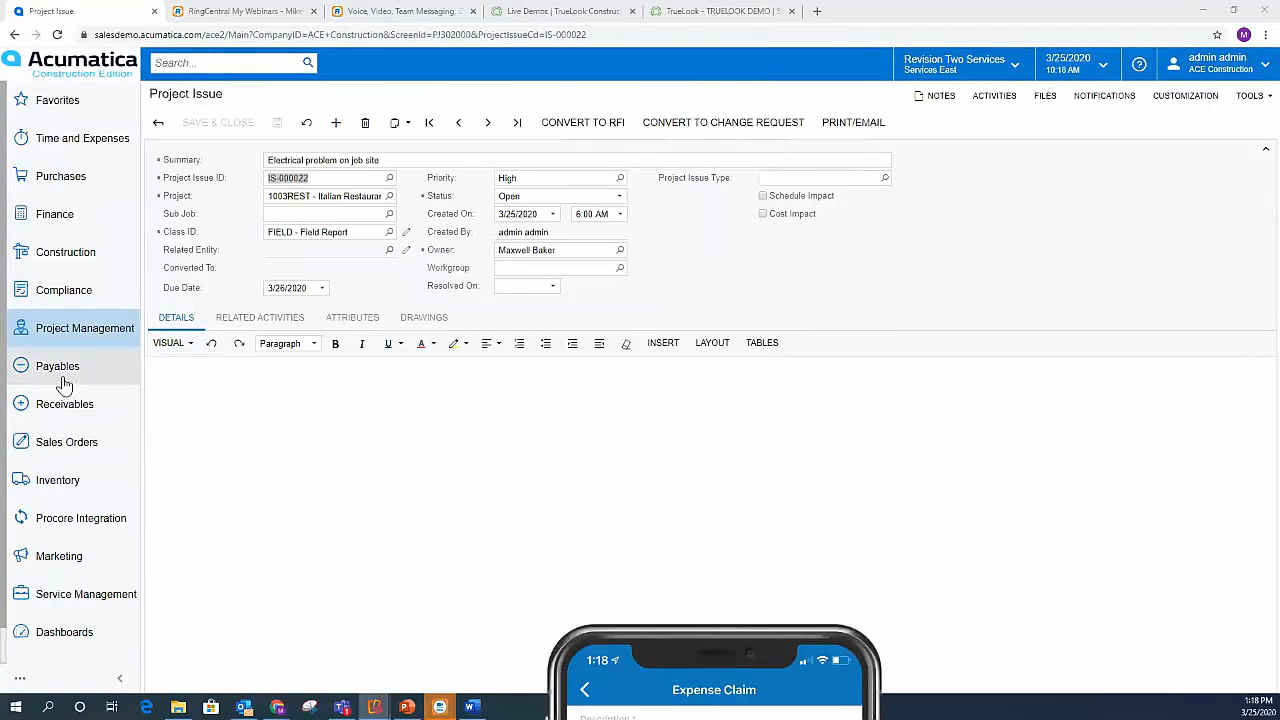 Project Issue
RingCentral My Webinars - Mike
Voice, Video, Team Messaging, C
Live Demos | TrueLook Construct
TrueLook - TRUELOOK DEMO | S
salesdemo.acumatica.com/ace2/Main?CompanyID=ACE+Construction&ScreenId=PJ302000&ProjectIssueCd=IS-000022
M
Acumatica
Construction Edition
Search...
Revision Two Services
Services East
3/25/2020
10:18 AM
admin admin
ACE Construction
Favorites
Time and Expenses
Purchases
Finance
Construction
Compliance
Project Management
Payables
Receivables
Sales Orders
Inventory
Procore Integration
Marketing
Service Management
Dashboards
Project Issue
NOTES ACTIVITIES FILES NOTIFICATIONS CUSTOMIZATION TOOLS
SAVE & CLOSE CONVERT TO RFI CONVERT TO CHANGE REQUEST PRINT/EMAIL
* Summary: Electrical problem on job site
* Project Issue ID: IS-000022 Priority: High Project Issue Type:
* Project: 1003REST - Italian Restaurar * Status: Open Schedule Impact
Sub Job: Created On: 3/25/2020 6:00 AM Cost Impact
* Class ID: FIELD - Field Report Created By: admin admin
Related Entity: * Owner: Maxwell Baker
Converted To: Workgroup:
Due Date: 3/26/2020 Resolved On:
DETAILS RELATED ACTIVITIES ATTRIBUTES DRAWINGS
VISUAL Paragraph B I U A INSERT LAYOUT TABLES
1:18
Expense Claim
Description *
1:18 PM
3/25/2020